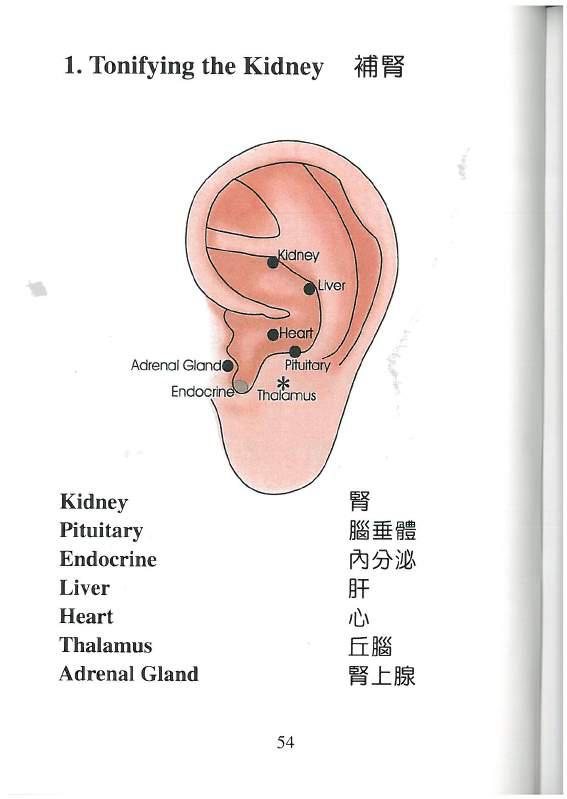 1. Tonifying the Kidney 補腎
Kidney
Liver
Heart
Adrenal Gland
Pituitary
Endocrine
Thalamus
Kidney 腎
Pituitary 腦垂體
Endocrine 內分泌
Liver 肝
Heart 心
Thalamus 丘腦
Adrenal Gland 腎上腺
54